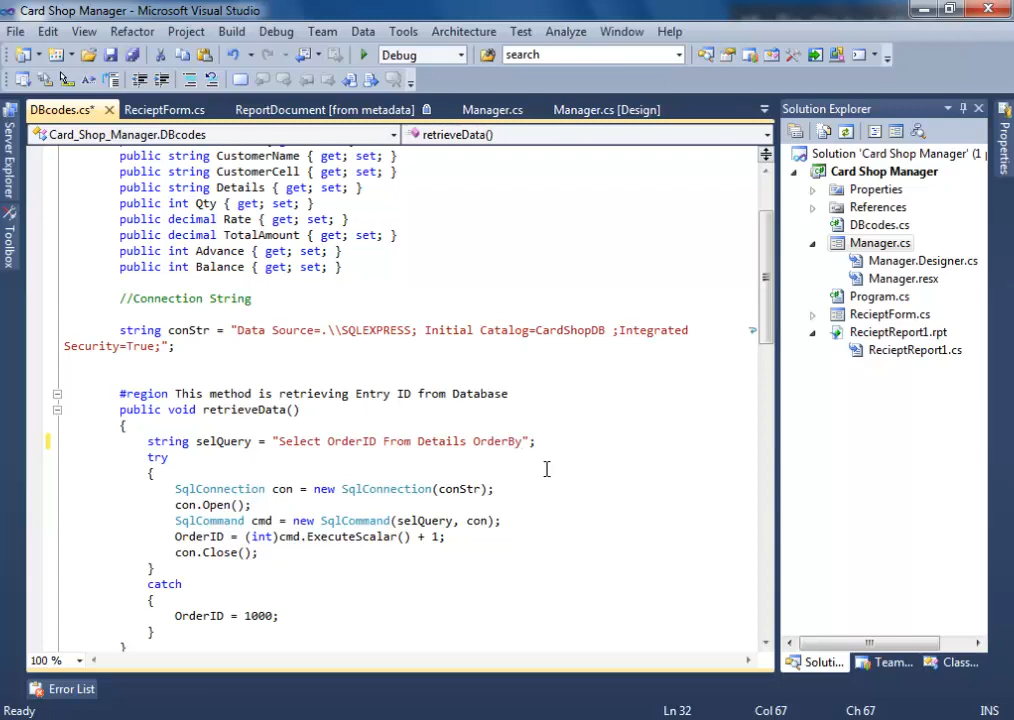 Card Shop Manager - Microsoft Visual Studio
File Edit View Refactor Project Build Debug Team Data Tools Architecture Test Analyze Window Help
Debug search
DBcodes.cs* RecieptForm.cs ReportDocument [from metadata] Manager.cs Manager.cs [Design]
Card_Shop_Manager.DBcodes retrieveData()
public string CustomerName { get; set; }
public string CustomerCell { get; set; }
public string Details { get; set; }
public int Qty { get; set; }
public decimal Rate { get; set; }
public decimal TotalAmount { get; set; }
public int Advance { get; set; }
public int Balance { get; set; }
//Connection String
string conStr = "Data Source=.\\SQLEXPRESS; Initial Catalog=CardShopDB ;Integrated
Security=True;";
#region This method is retrieving Entry ID from Database
public void retrieveData()
{
string selQuery = "Select OrderID From Details OrderBy";
try
{
SqlConnection con = new SqlConnection(conStr);
con.Open();
SqlCommand cmd = new SqlCommand(selQuery, con);
OrderID = (int)cmd.ExecuteScalar() + 1;
con.Close();
}
catch
{
OrderID = 1000;
}
}
100 %
Server Explorer
Toolbox
Solution Explorer
Solution 'Card Shop Manager' (1 p
Card Shop Manager
Properties
References
DBcodes.cs
Manager.cs
Manager.Designer.cs
Manager.resx
Program.cs
RecieptForm.cs
RecieptReport1.rpt
RecieptReport1.cs
Soluti... Team... Class...
Properties
Error List
Ready Ln 32 Col 67 Ch 67 INS